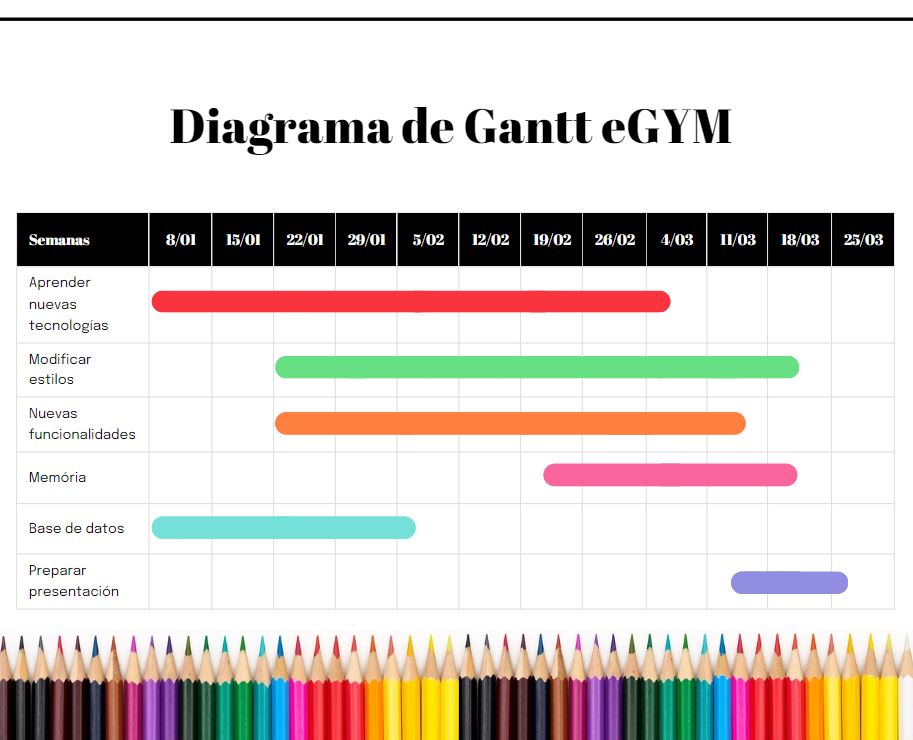 Diagrama de Gantt eGYM
Semanas 8/01 15/01 22/01 29/01 5/02 12/02 19/02 26/02 4/03 11/03 18/03 25/03
Aprender
nuevas
tecnologías
Modificar
estilos
Nuevas
funcionalidades
Memória
Base de datos
Preparar
presentación